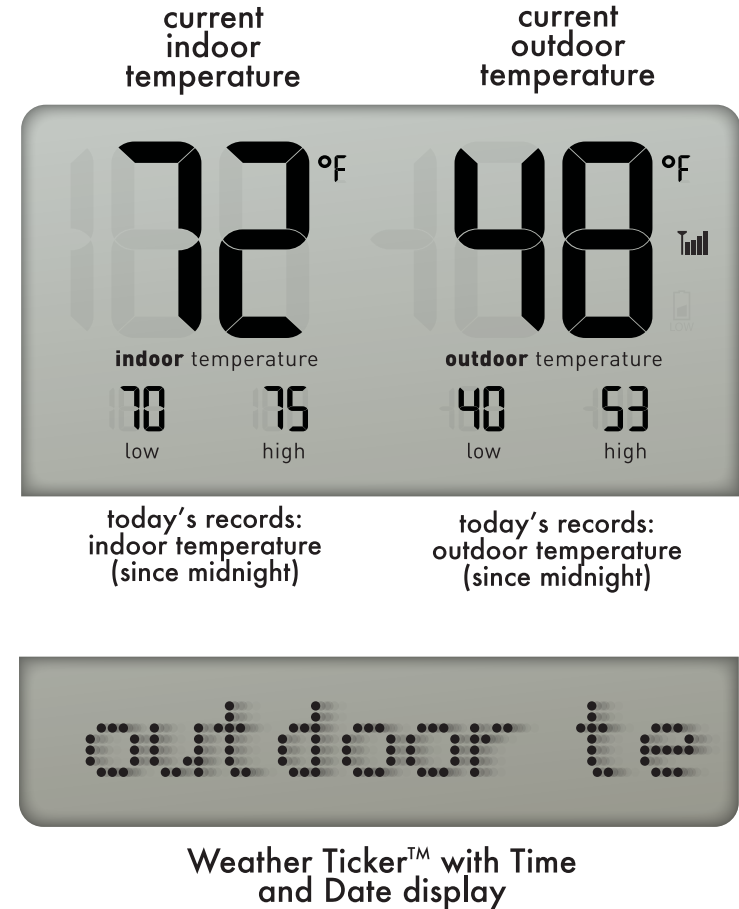 current
indoor
temperature
current
outdoor
temperature
72 °F
48 °F
indoor temperature
outdoor temperature
70
75
40
53
low
high
low
high
today's records:
indoor temperature
(since midnight)
today's records:
outdoor temperature
(since midnight)
outdoor te
Weather Ticker™ with Time
and Date display